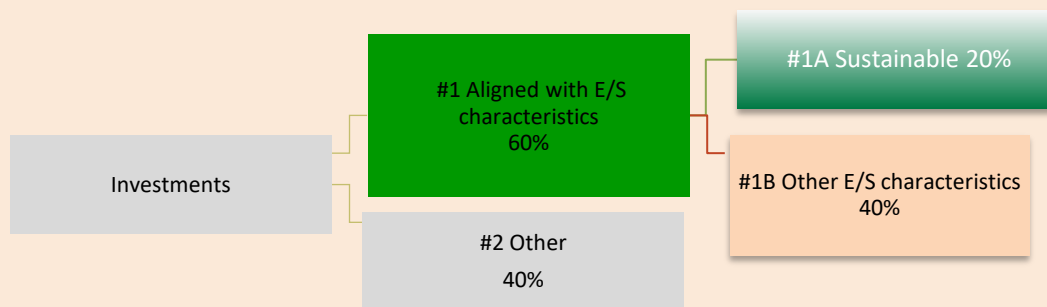 Investments
#1 Aligned with E/S
characteristics
60%
#2 Other
40%
#1A Sustainable 20%
#1B Other E/S characteristics
40%